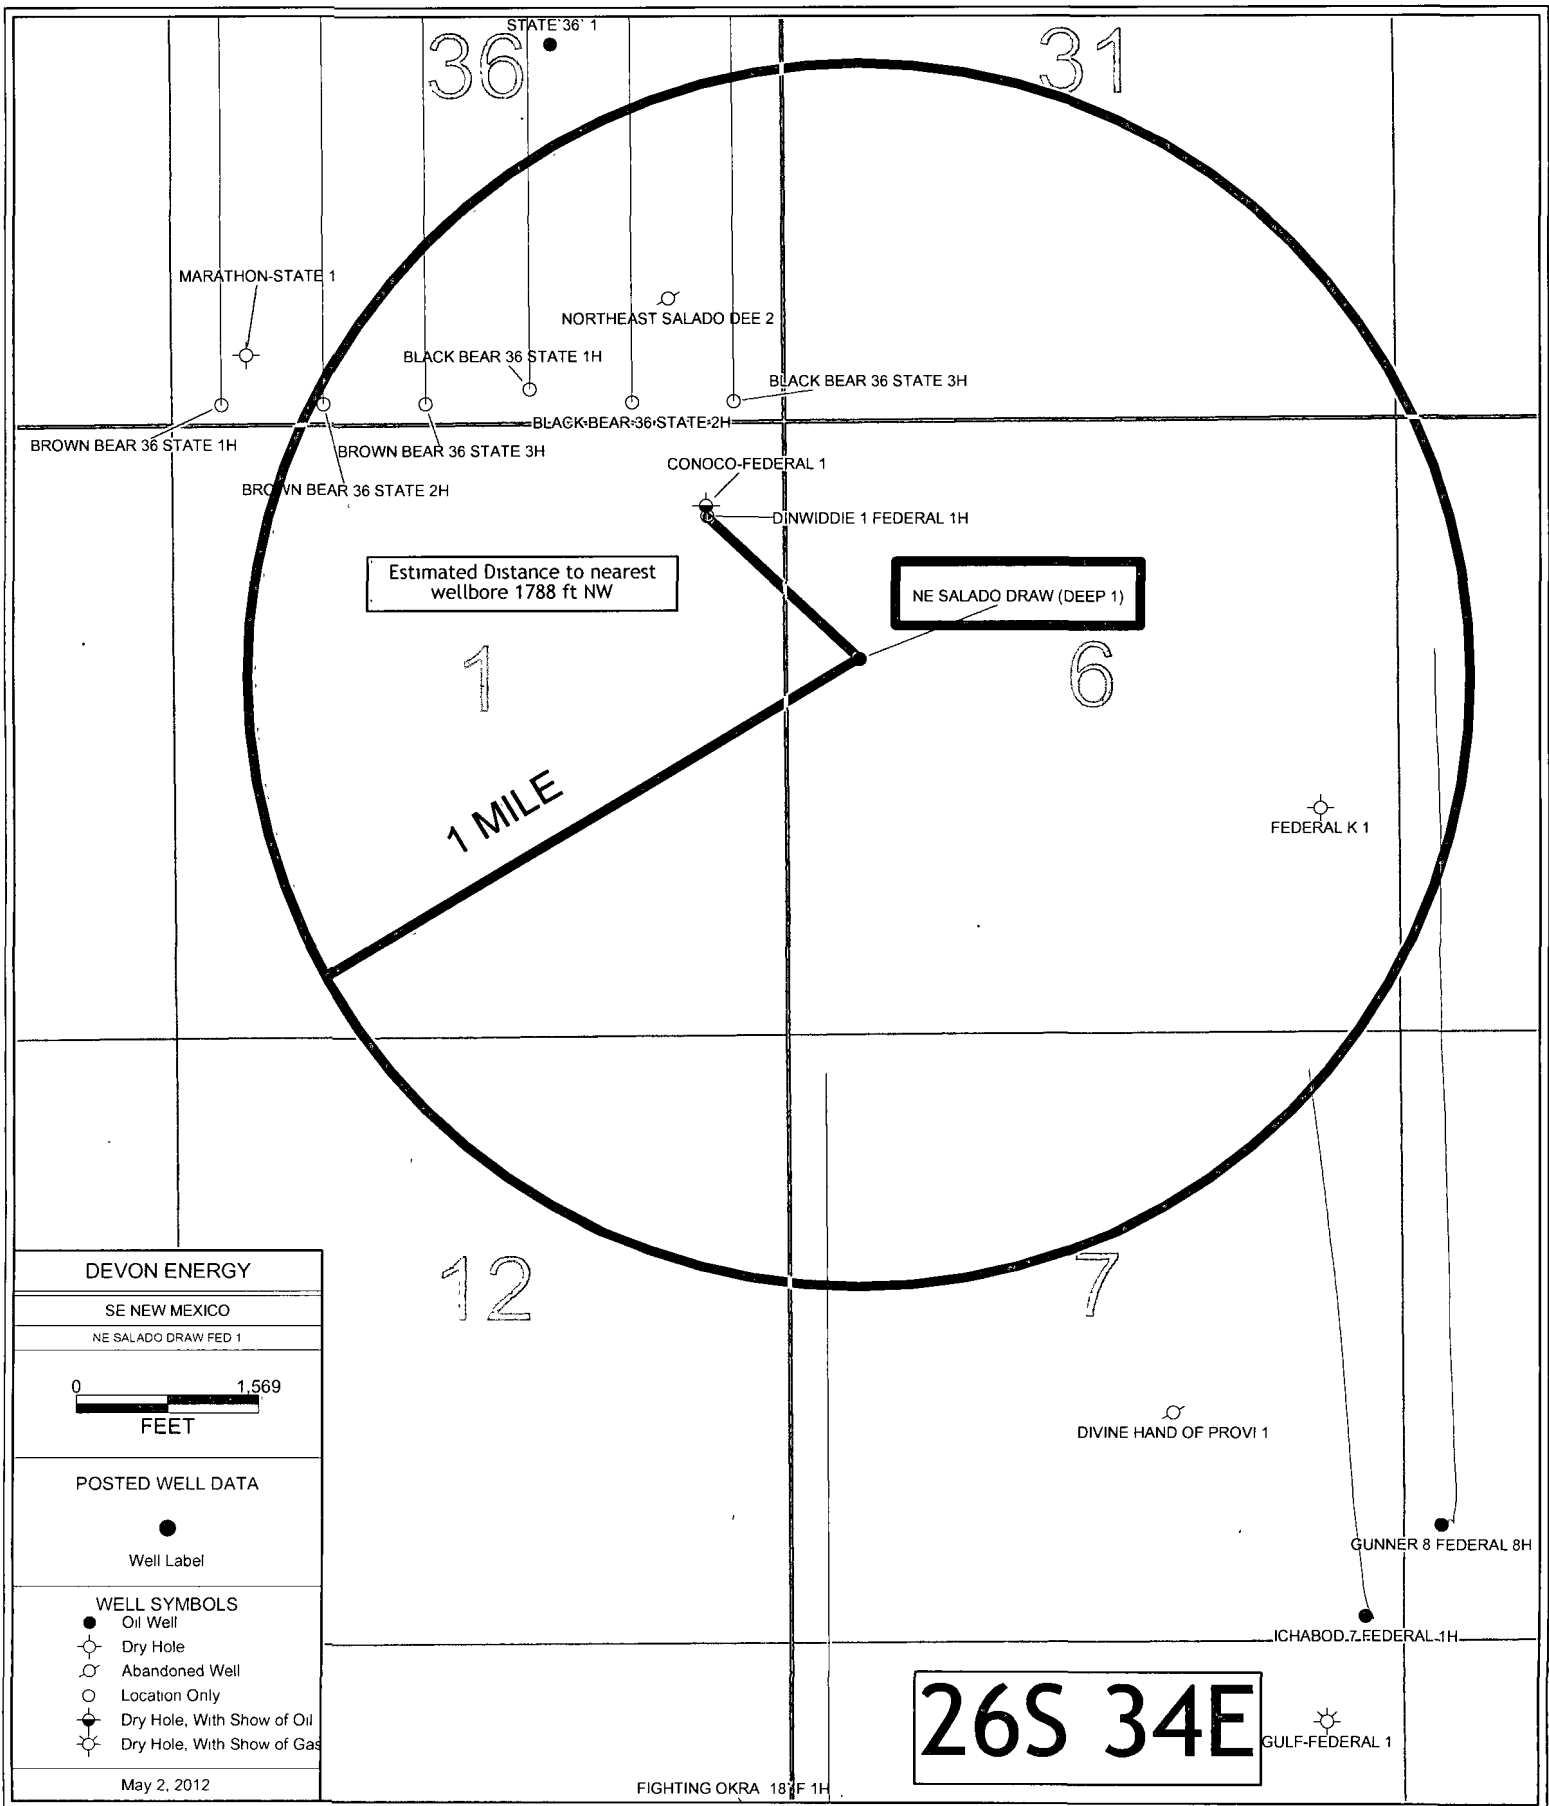 STATE '36' 1
36
31
MARATHON-STATE 1
NORTHEAST SALADO DEE 2
BLACK BEAR 36 STATE 1H
BLACK BEAR 36 STATE 3H
BLACK BEAR 36 STATE 2H
BROWN BEAR 36 STATE 1H
BROWN BEAR 36 STATE 3H
BROWN BEAR 36 STATE 2H
CONOCO-FEDERAL 1
DINWIDDIE 1 FEDERAL 1H
Estimated Distance to nearest
wellbore 1788 ft NW
NE SALADO DRAW (DEEP 1)
1
6
1 MILE
FEDERAL K 1
12
7
DIVINE HAND OF PROVI 1
GUNNER 8 FEDERAL 8H
ICHABOD 7 FEDERAL 1H
26S 34E
GULF-FEDERAL 1
FIGHTING OKRA 18 F 1H
DEVON ENERGY
SE NEW MEXICO
NE SALADO DRAW FED 1
0 1,569
FEET
POSTED WELL DATA
Well Label
WELL SYMBOLS
Oil Well
Dry Hole
Abandoned Well
Location Only
Dry Hole, With Show of Oil
Dry Hole, With Show of Gas
May 2, 2012